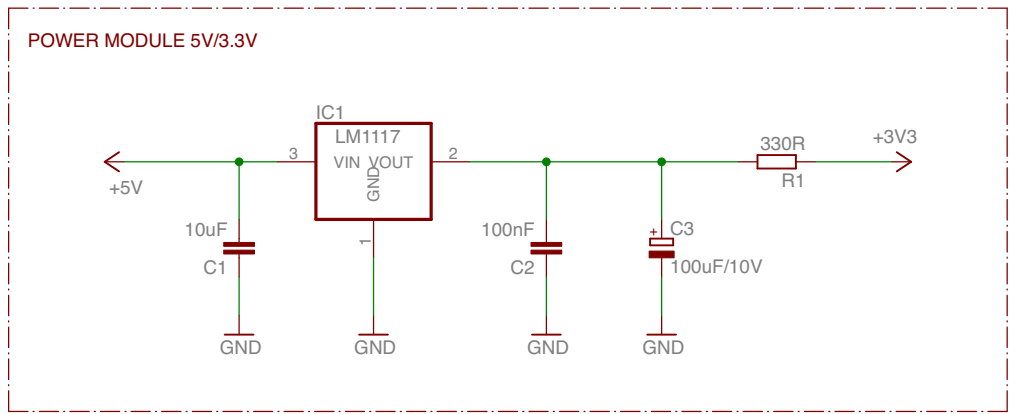 POWER MODULE 5V/3.3V
IC1
LM1117
+5V
3
VIN VOUT
GND
2
1
330R
R1
+3V3
10uF
C1
100nF
C2
+
C3
100uF/10V
GND
GND
GND
GND